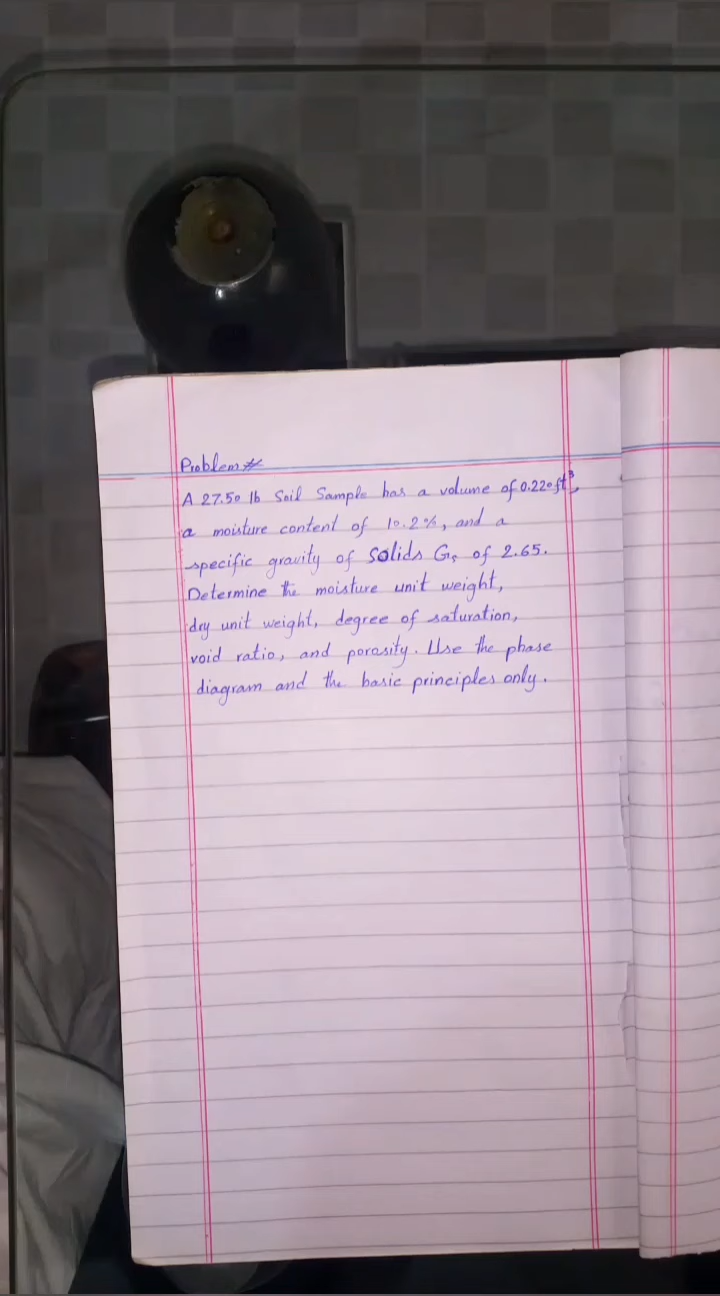 Problem #
A 27.50 lb Soil Sample has a volume of 0.220 ft³,
a moisture content of 10.2%, and a
specific gravity of solids Gs of 2.65.
Determine the moisture unit weight,
dry unit weight, degree of saturation,
void ratio, and porosity. Use the phase
diagram and the basic principles only.